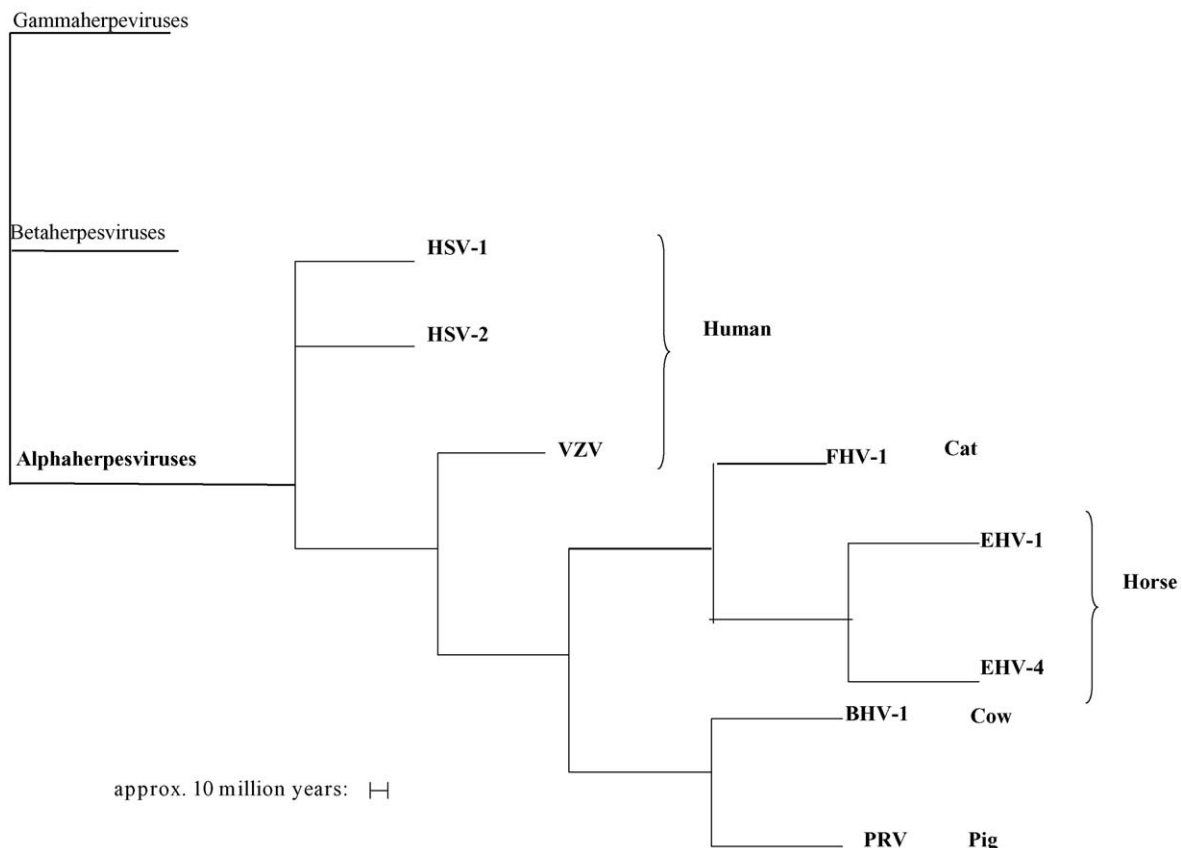 Gammaherpeviruses
Betaherpesviruses
HSV-1
HSV-2
Human
Alphaherpesviruses
VZV
FHV-1 Cat
EHV-1
Horse
EHV-4
BHV-1 Cow
approx. 10 million years:
PRV Pig